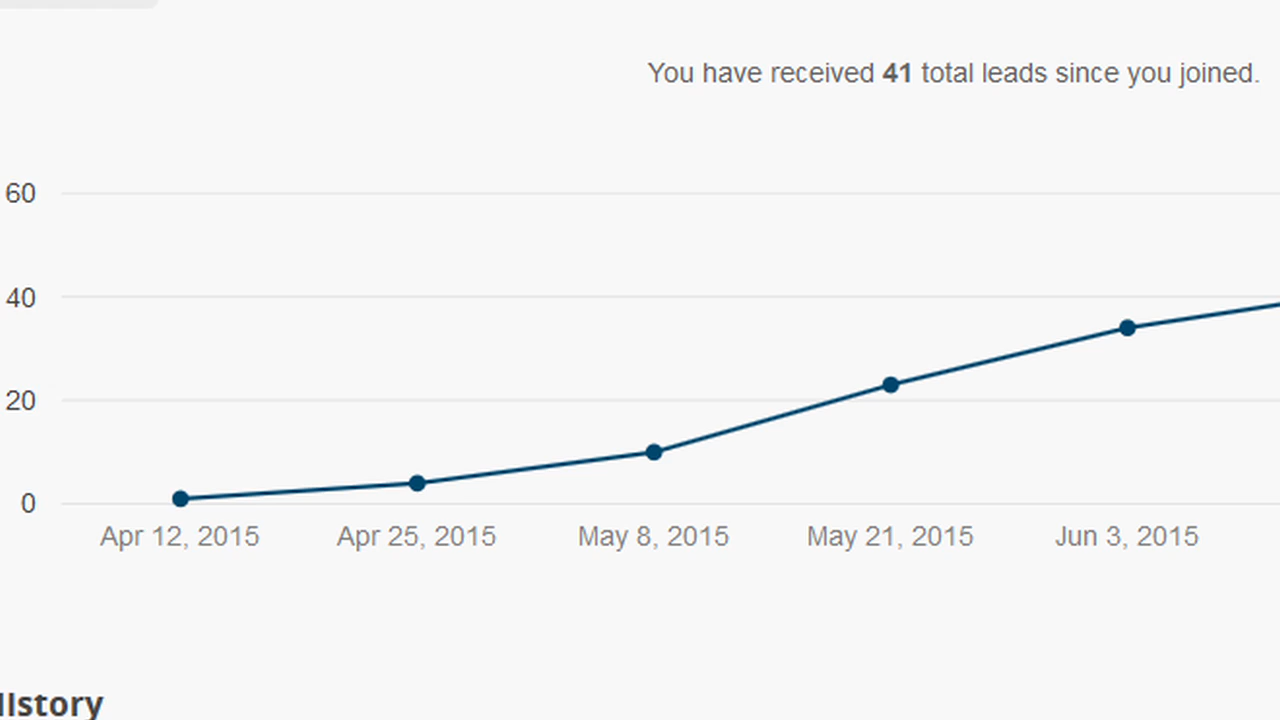 You have received 41 total leads since you joined.
60
40
20
0
Apr 12, 2015 Apr 25, 2015 May 8, 2015 May 21, 2015 Jun 3, 2015